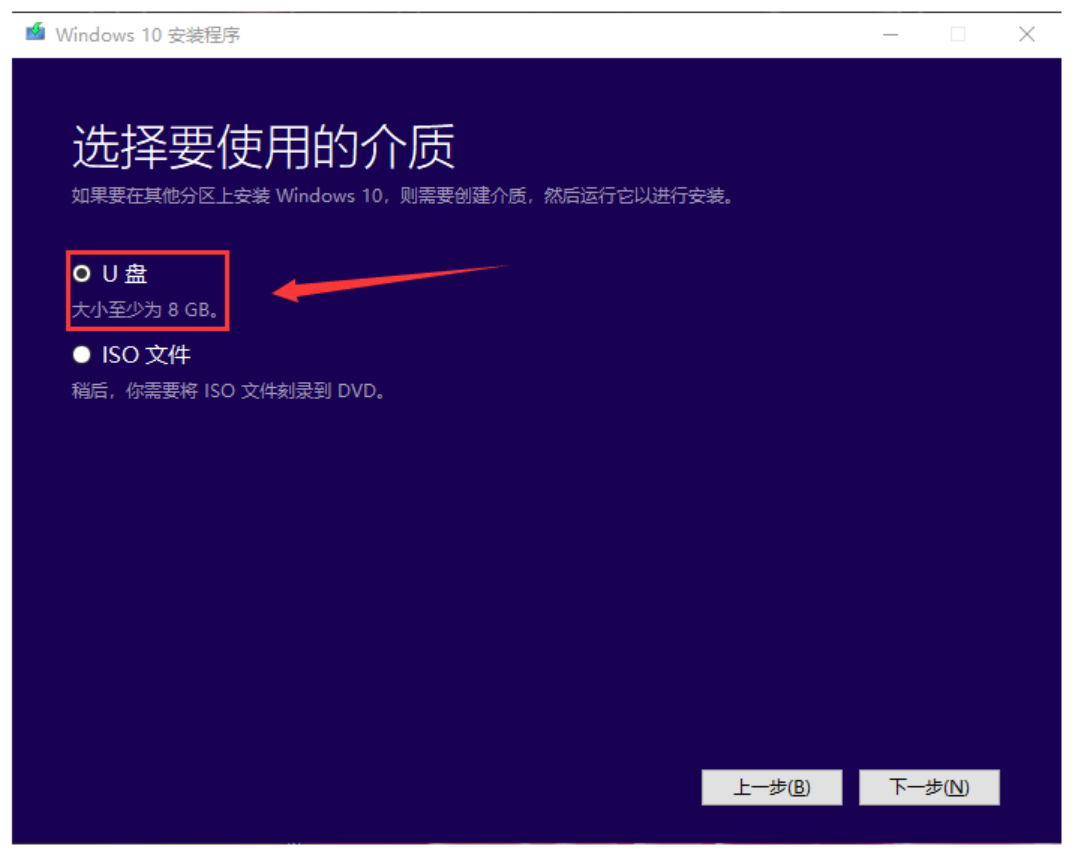 Windows 10 安装程序
选择要使用的介质
如果要在其他分区上安装 Windows 10，则需要创建介质，然后运行它以进行安装。
U 盘
大小至少为 8 GB。
ISO 文件
稍后，你需要将 ISO 文件刻录到 DVD。
上一步(B) 下一步(N)